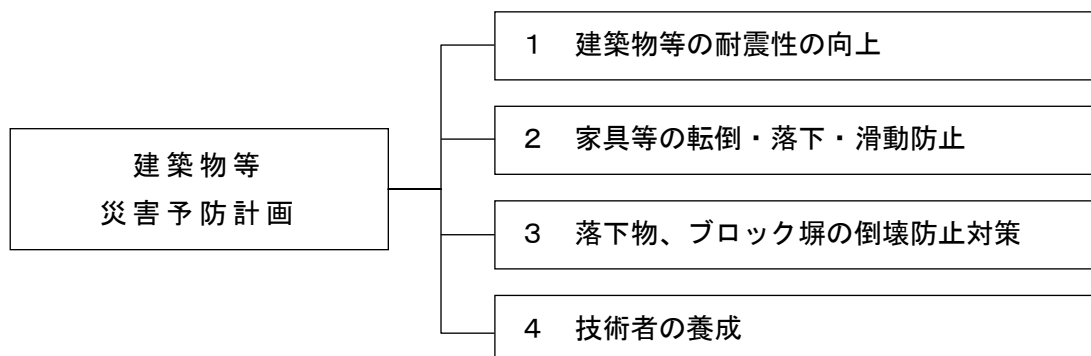 建築物等
災害予防計画
１　建築物等の耐震性の向上
２　家具等の転倒・落下・滑動防止
３　落下物、ブロック塀の倒壊防止対策
４　技術者の養成